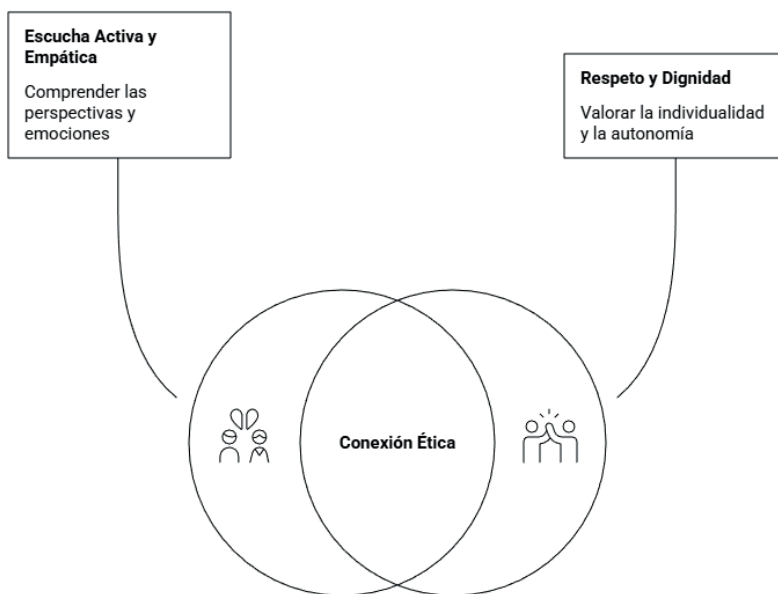 Escucha Activa y
Empática
Comprender las
perspectivas y
emociones
Respeto y Dignidad
Valorar la individualidad
y la autonomía
Conexión Ética